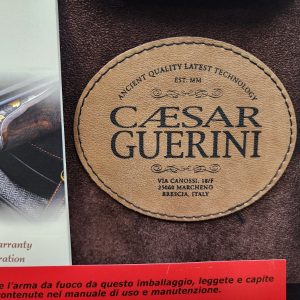 ANCIENT QUALITY LATEST TECHNOLOGY
EST. MM
CÆSAR
GUERINI
VIA CANOSSI, 18/F
25060 MARCHENO
BRESCIA, ITALY
arranty
ration
e l'arma da fuoco da questo imballaggio, leggete e capite
contenute nel manuale di uso e manutenzione.